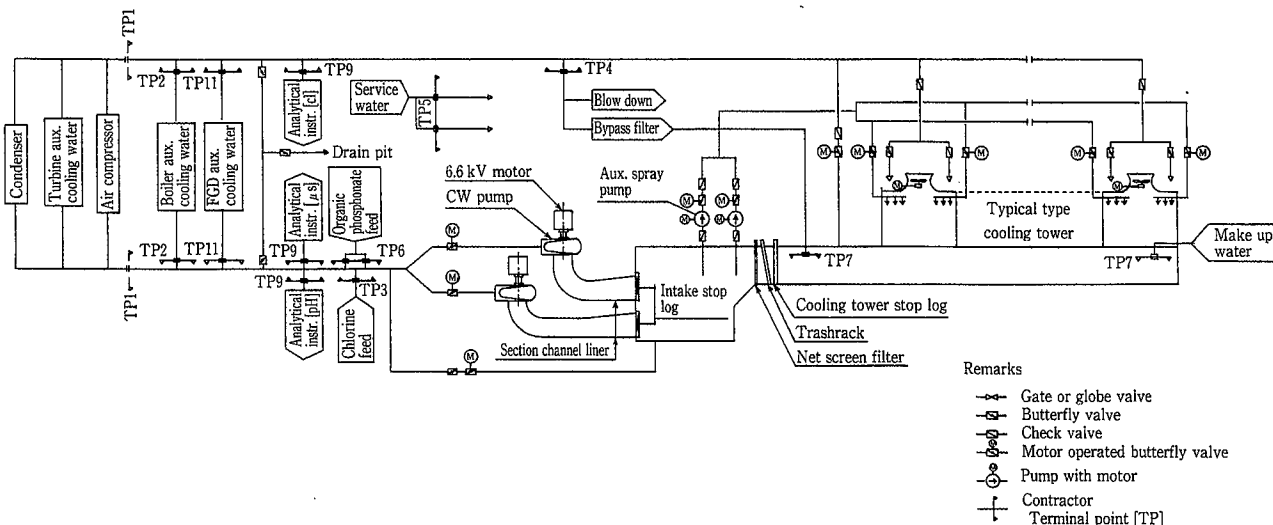 TP1
TP2
TP11
TP9
TP4
TP5
Service
water
Blow down
Bypass filter
Analytical
instr. [cl]
Drain pit
Condenser
Turbine aux.
cooling water
Air compressor
Boiler aux.
cooling water
FGD aux.
cooling water
Analytical
instr. [μs]
Organic
phosphonate
feed
6.6 kV motor
CW pump
Aux. spray
pump
M
M
M
M
M
M
M
M
M
M
M
Typical type
cooling tower
Make up
water
TP2
TP11
TP9
TP6
TP1
TP9
TP3
TP7
TP7
M
M
Analytical
instr. [pH]
Chlorine
feed
Intake stop
log
Section channel liner
M
Cooling tower stop log
Trashrack
Net screen filter
Remarks
Gate or globe valve
Butterfly valve
Check valve
Motor operated butterfly valve
Pump with motor
Contractor
Terminal point [TP]